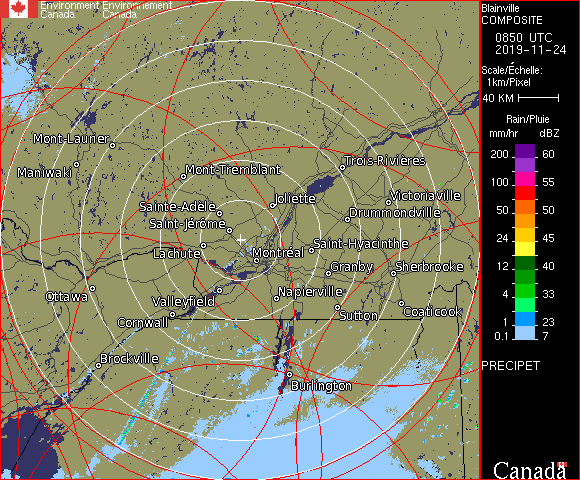 Environment Environnement
Canada Canada
Blainville
COMPOSITE
0850 UTC
2019-11-24
Scale/Échelle:
1km/Pixel
40 KM
Rain/Pluie
mm/hr dBZ
200 60
100 55
50 50
24 45
12 40
4 33
1 23
0.1 7
PRECIPET
Canada
Mont-Laurier
Maniwaki
Mont-Tremblant
Trois-Rivières
Joliette
Victoriaville
Sainte-Adèle
Drummondville
Saint-Jérôme
Lachute
Montréal
Saint-Hyacinthe
Granby
Sherbrooke
Ottawa
Valleyfield
Napierville
Cornwall
Sutton
Coaticook
Brockville
Burlington